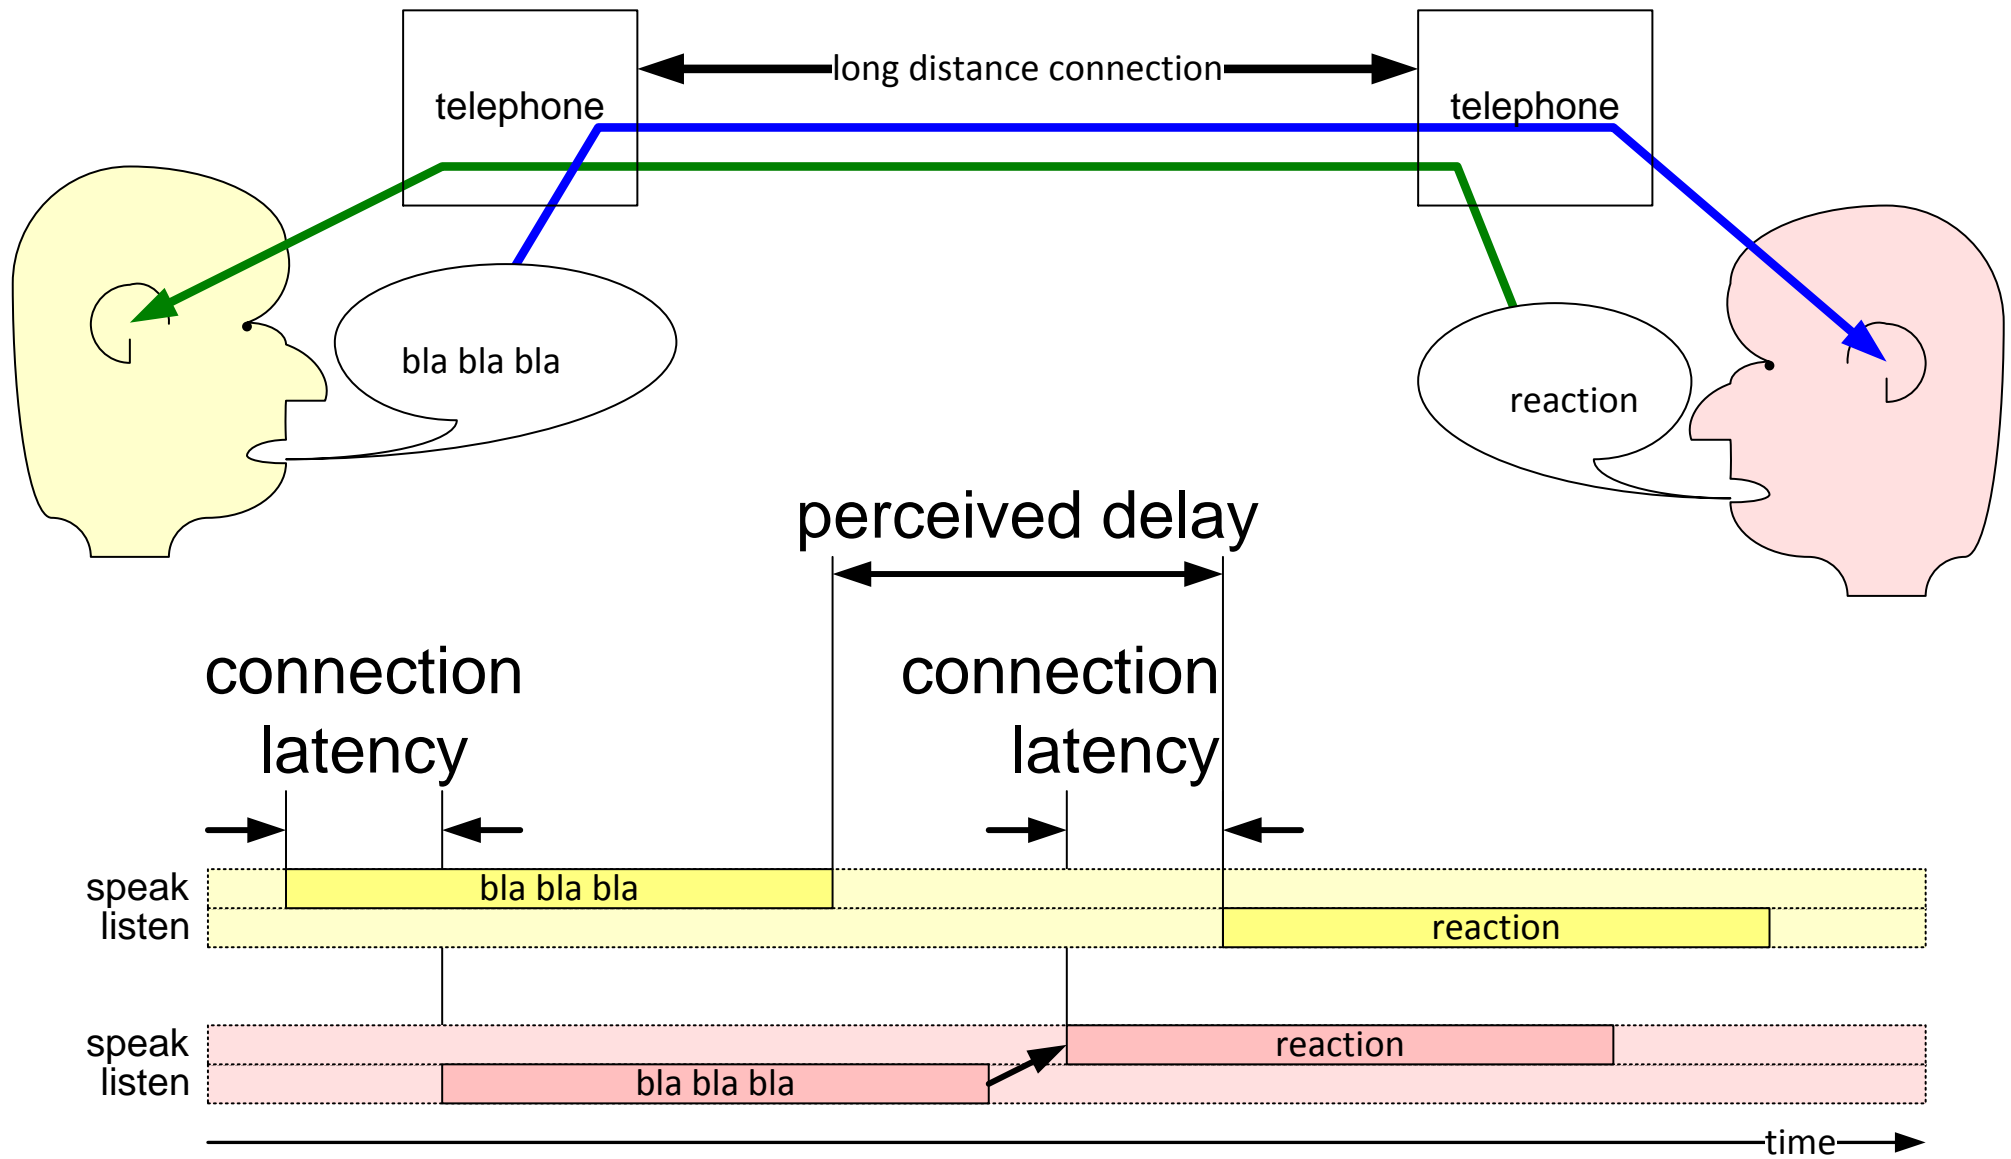 long distance connection
telephone
telephone
bla bla bla
reaction
perceived delay
connection
latency
connection
latency
speak
bla bla bla
listen
reaction
speak
reaction
listen
bla bla bla
time